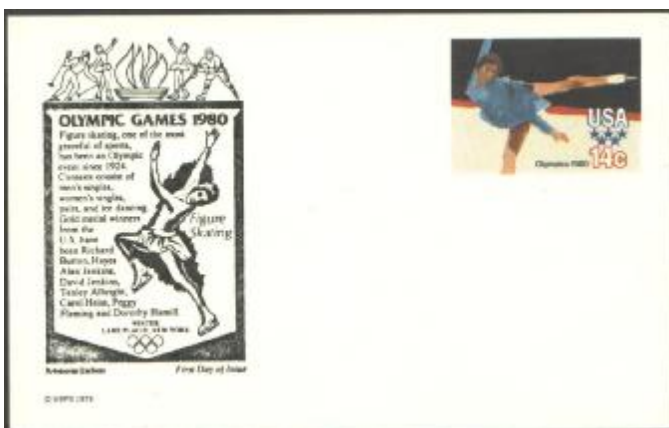 OLYMPIC GAMES 1980
Figure skating, one of the most
graceful of sports,
has been an Olympic
event since 1924.
Contests consist of
men's singles,
women's singles,
pairs, and ice dancing.
Gold medal winners
from the
U.S. have
been Richard
Button, Hayes
Alan Jenkins,
David Jenkins,
Tenley Albright,
Carol Heiss, Peggy
Fleming and Dorothy Hamill.
WINTER
LAKE PLACID, NEW YORK
Figure
Skating
First Day of Issue
© USPS 1979
USA
Olympics 1980
14c